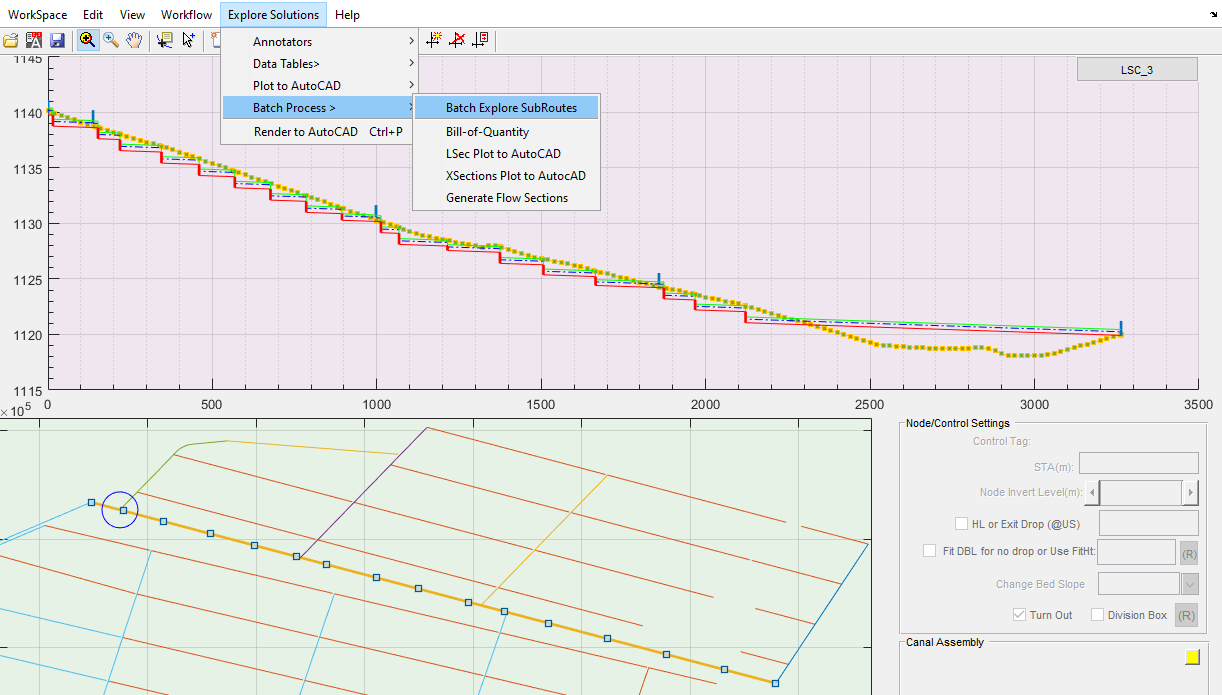 WorkSpace Edit View Workflow Explore Solutions Help
Annotators >
Data Tables> >
Plot to AutoCAD >
Batch Process > >
Render to AutoCAD Ctrl+P
Batch Explore SubRoutes
Bill-of-Quantity
LSec Plot to AutoCAD
XSections Plot to AutocAD
Generate Flow Sections
LSC_3
1145
1140
1135
1130
1125
1120
1115
0 500 1000 1500 2000 2500 3000 3500
×10^5
Node/Control Settings
Control Tag:
STA(m):
Node Invert Level(m):
HL or Exit Drop (@US)
Fit DBL for no drop or Use FitHt: (R)
Change Bed Slope
Turn Out Division Box (R)
Canal Assembly